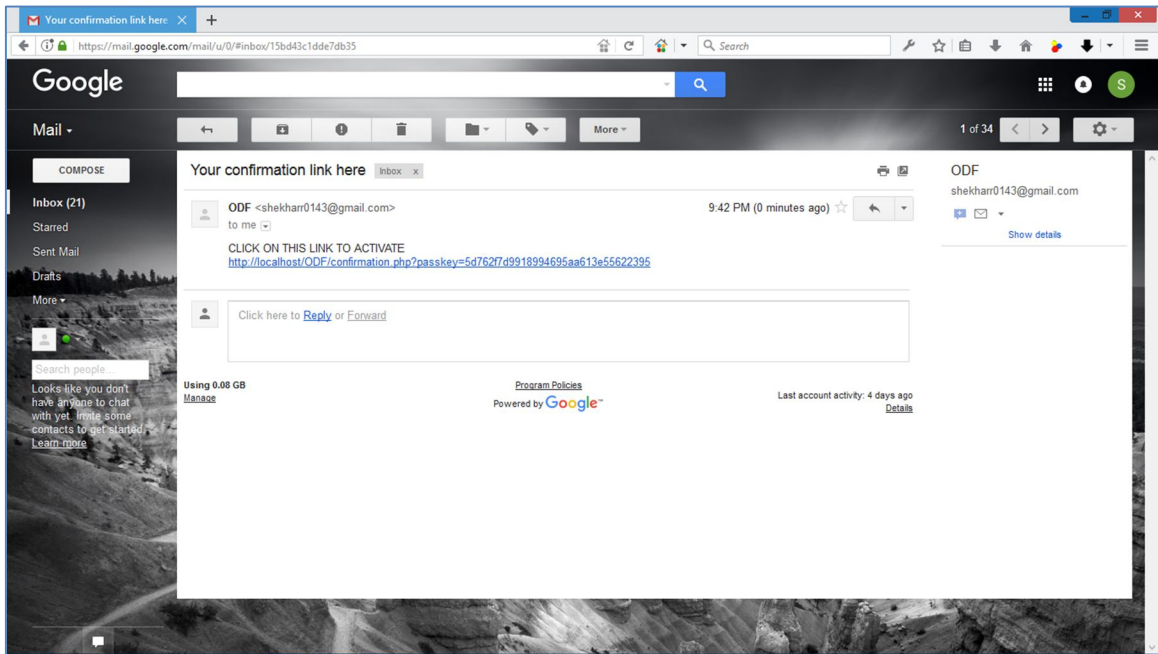 Your confirmation link here
https://mail.google.com/mail/u/0/#inbox/15bd43c1dde7db35
Search
Google
S
Mail
More
1 of 34
COMPOSE
Inbox (21)
Starred
Sent Mail
Drafts
More
Search people...
Looks like you don't
have anyone to chat
with yet. Invite some
contacts to get started.
Learn more
Your confirmation link here Inbox x
ODF <shekharr0143@gmail.com> 9:42 PM (0 minutes ago)
to me
CLICK ON THIS LINK TO ACTIVATE
http://localhost/ODF/confirmation.php?passkey=5d762f7d9918994695aa613e55622395
Click here to Reply or Forward
Using 0.08 GB
Manage
Program Policies
Powered by Google™
Last account activity: 4 days ago
Details
ODF
shekharr0143@gmail.com
Show details